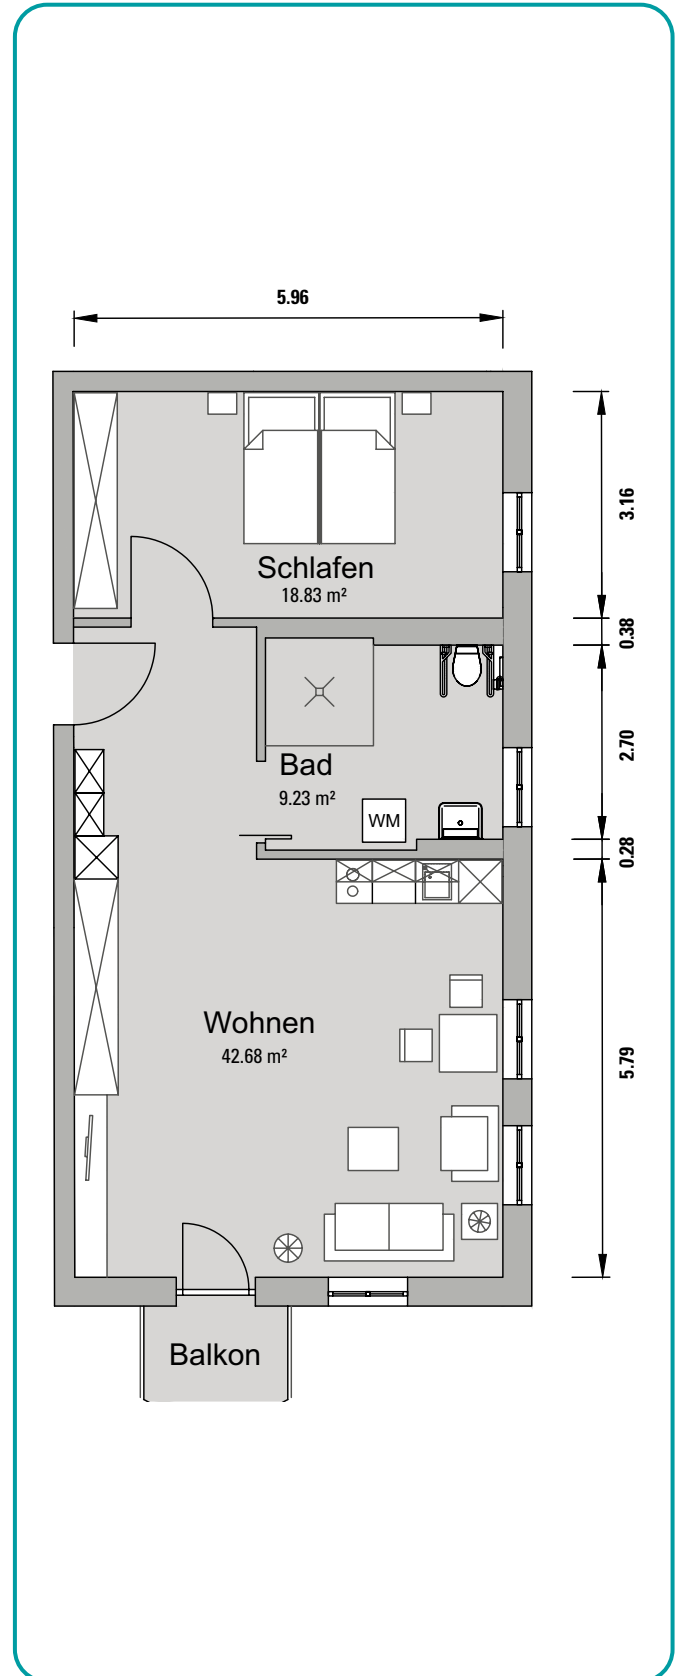 5.96
3.16
Schlafen
18.83 m²
0.38
2.70
Bad
9.23 m²
WM
0.28
Wohnen
42.68 m²
5.79
Balkon